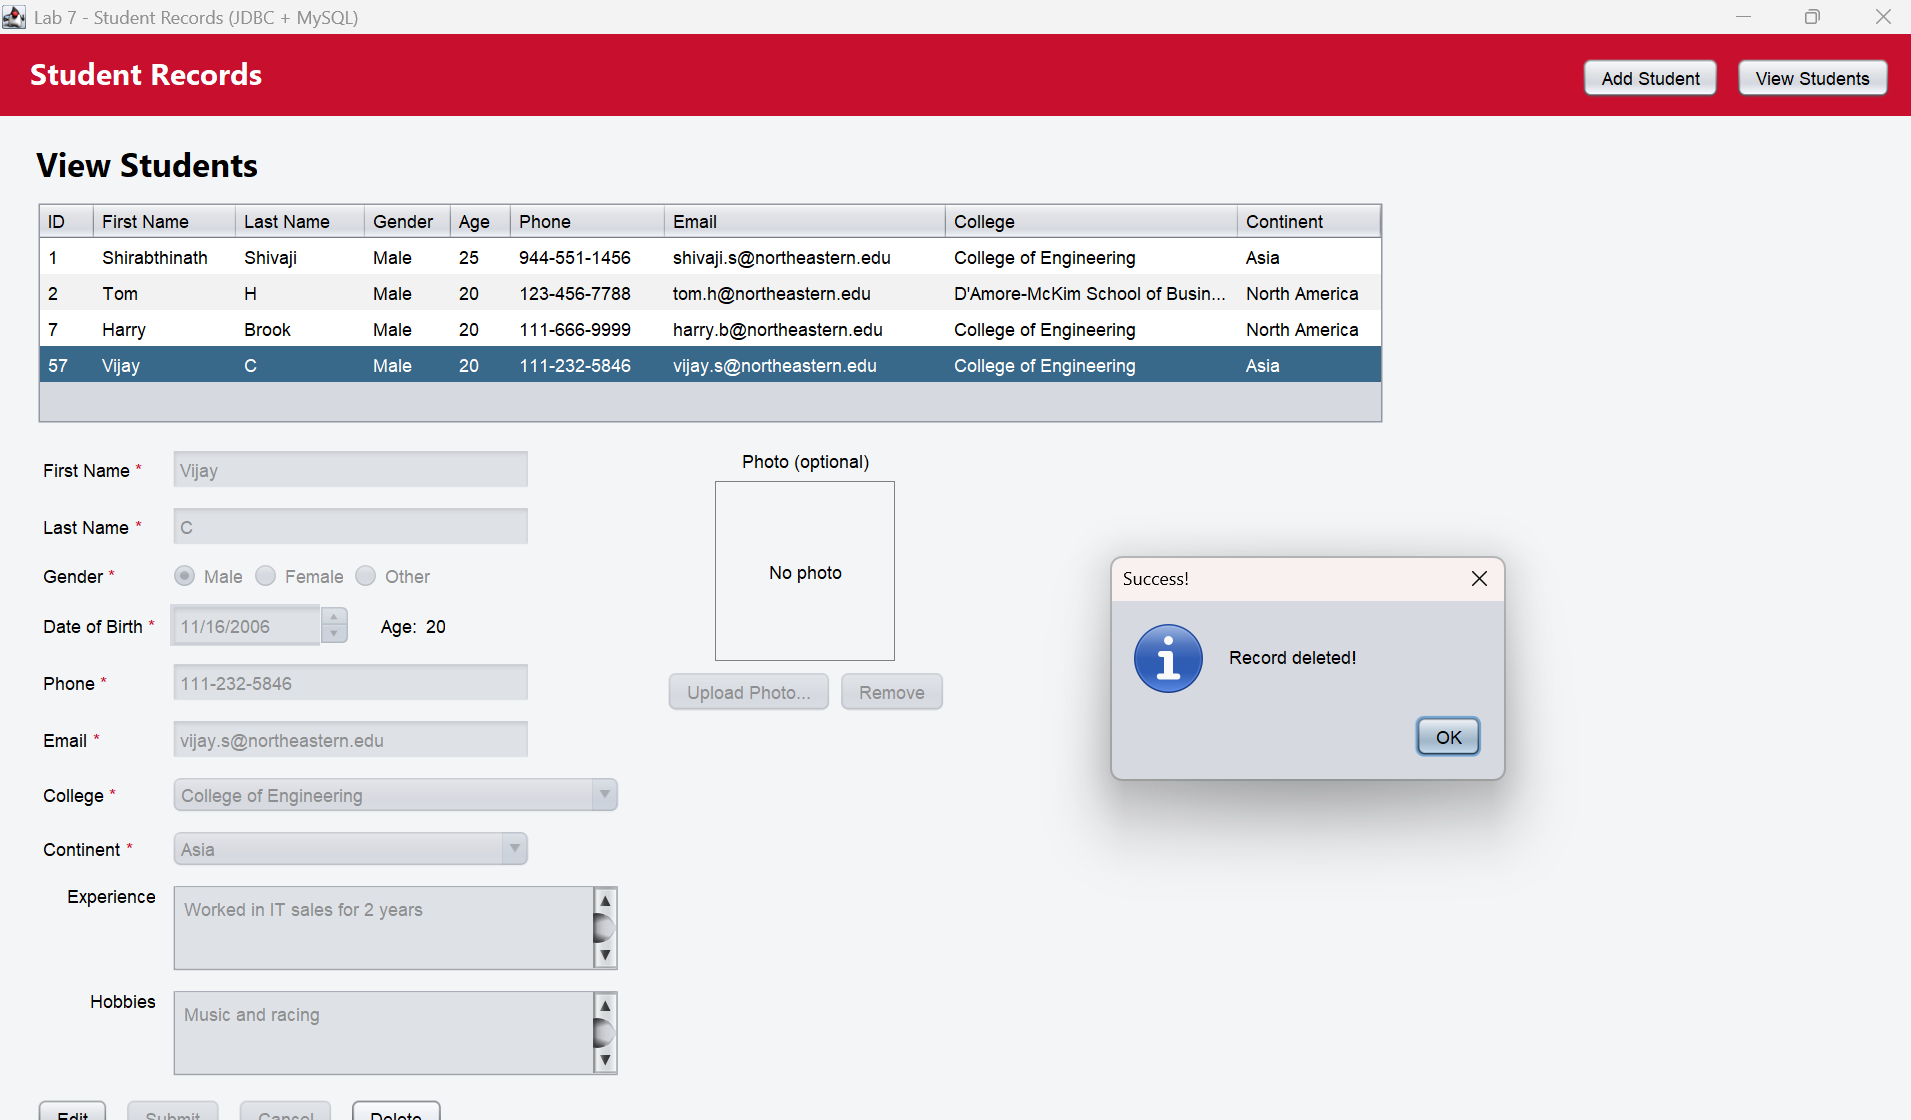 Lab 7 - Student Records (JDBC + MySQL)
Student Records
Add Student
View Students
View Students
ID First Name Last Name Gender Age Phone Email College Continent
1 Shirabthinath Shivaji Male 25 944-551-1456 shivaji.s@northeastern.edu College of Engineering Asia
2 Tom H Male 20 123-456-7788 tom.h@northeastern.edu D'Amore-McKim School of Busin... North America
7 Harry Brook Male 20 111-666-9999 harry.b@northeastern.edu College of Engineering North America
57 Vijay C Male 20 111-232-5846 vijay.s@northeastern.edu College of Engineering Asia
First Name * Vijay
Last Name * C
Gender * Male Female Other
Date of Birth * 11/16/2006 Age: 20
Phone * 111-232-5846
Email * vijay.s@northeastern.edu
College * College of Engineering
Continent * Asia
Experience Worked in IT sales for 2 years
Hobbies Music and racing
Edit Submit Cancel Delete
Photo (optional)
No photo
Upload Photo... Remove
Success!
Record deleted!
OK